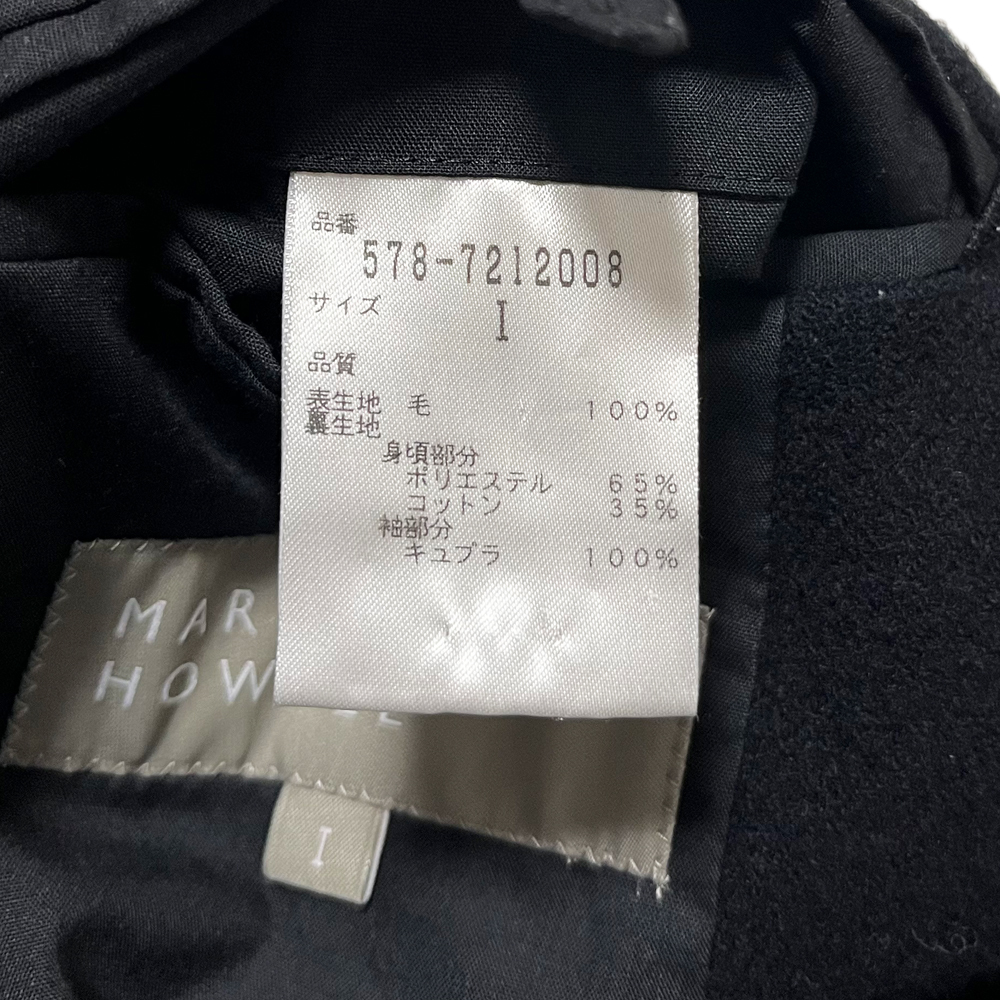 品番
578-7212008
サイズ 1
品質
表生地 毛 100%
裏生地
身頃部分
ポリエステル 65%
コットン 35%
袖部分
キュプラ 100%
MAR
HOW
I